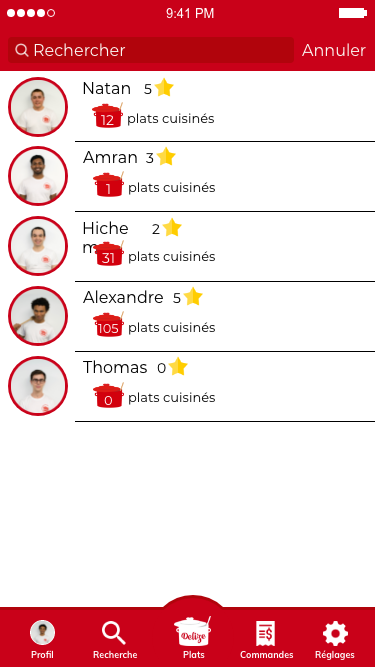 9:41 PM
Rechercher Annuler
Natan 5
12 plats cuisinés
Amran 3
1 plats cuisinés
Hiche 2
m
31 plats cuisinés
Alexandre 5
105 plats cuisinés
Thomas 0
0 plats cuisinés
Delize
Profil Recherche Plats Commandes Réglages